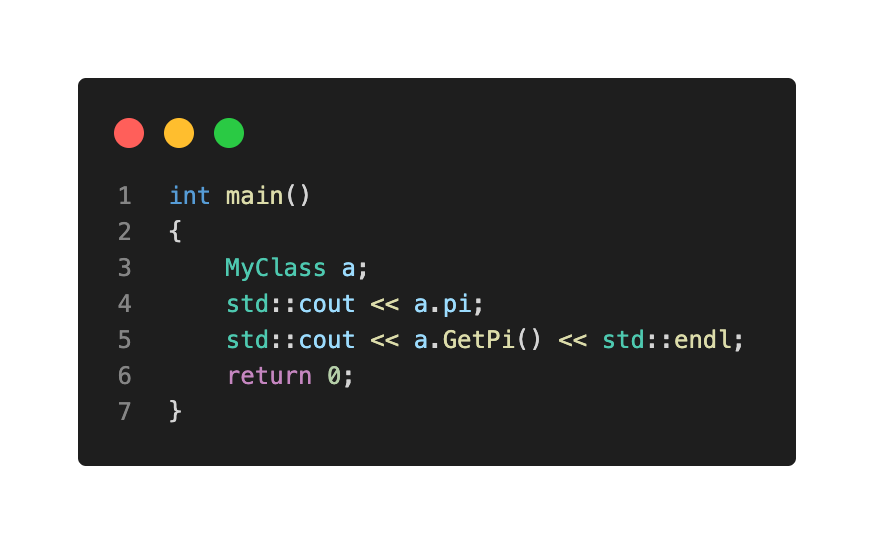 1 int main()
2 {
3     MyClass a;
4     std::cout << a.pi;
5     std::cout << a.GetPi() << std::endl;
6     return 0;
7 }